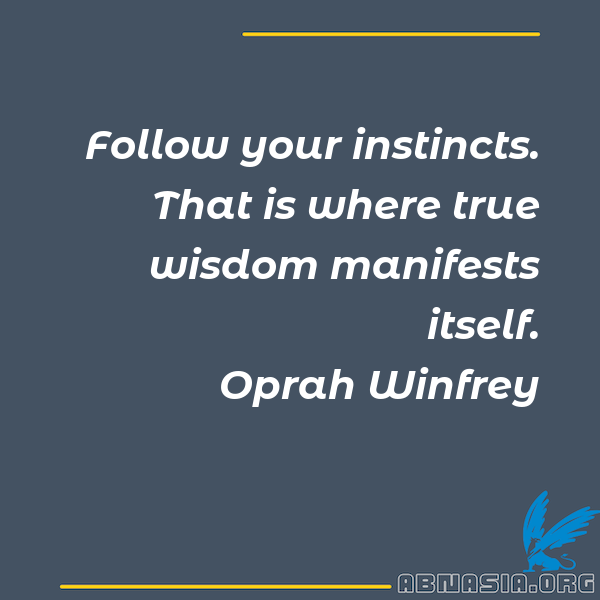 Follow your instincts.
That is where true
wisdom manifests
itself.
Oprah Winfrey
ABNASIA.ORG